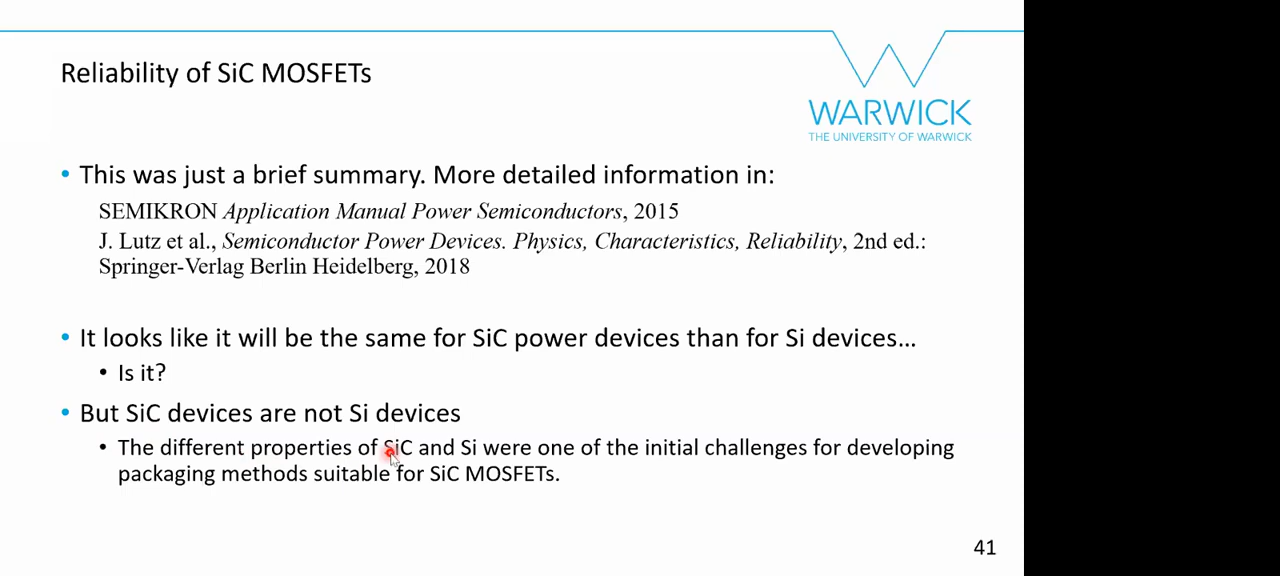 Reliability of SiC MOSFETs
WARWICK
THE UNIVERSITY OF WARWICK
• This was just a brief summary. More detailed information in:
SEMIKRON Application Manual Power Semiconductors, 2015
J. Lutz et al., Semiconductor Power Devices. Physics, Characteristics, Reliability, 2nd ed.:
Springer-Verlag Berlin Heidelberg, 2018
• It looks like it will be the same for SiC power devices than for Si devices...
• Is it?
• But SiC devices are not Si devices
• The different properties of SiC and Si were one of the initial challenges for developing
packaging methods suitable for SiC MOSFETs.
41